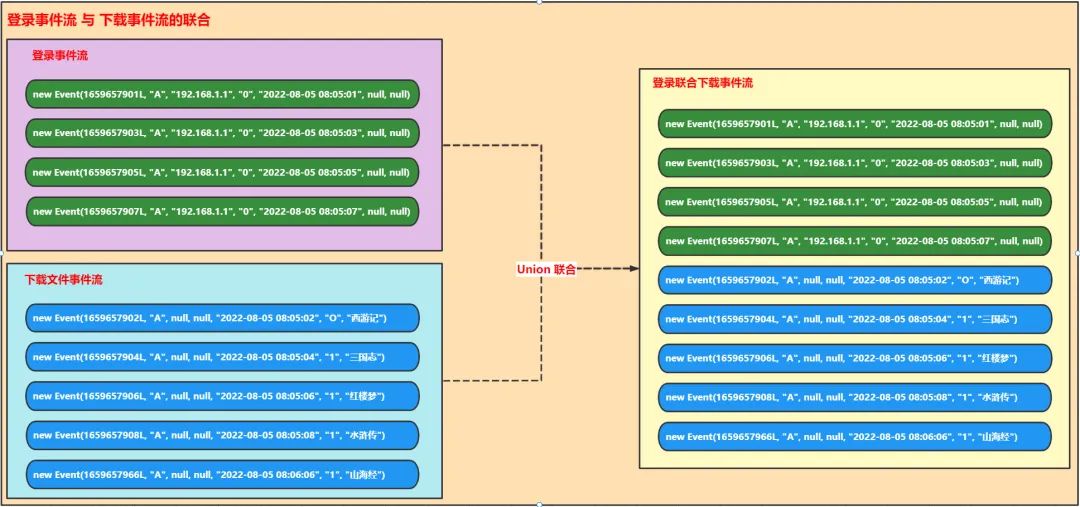 登录事件流 与 下载事件流的联合
登录事件流
new Event(1659657901L, "A", "192.168.1.1", "0", "2022-08-05 08:05:01", null, null)
new Event(1659657903L, "A", "192.168.1.1", "0", "2022-08-05 08:05:03", null, null)
new Event(1659657905L, "A", "192.168.1.1", "0", "2022-08-05 08:05:05", null, null)
new Event(1659657907L, "A", "192.168.1.1", "0", "2022-08-05 08:05:07", null, null)
下载文件事件流
new Event(1659657902L, "A", null, null, "2022-08-05 08:05:02", "O", "西游记")
new Event(1659657904L, "A", null, null, "2022-08-05 08:05:04", "1", "三国志")
new Event(1659657906L, "A", null, null, "2022-08-05 08:05:06", "1", "红楼梦")
new Event(1659657908L, "A", null, null, "2022-08-05 08:05:08", "1", "水浒传")
new Event(1659657966L, "A", null, null, "2022-08-05 08:06:06", "1", "山海经")
Union 联合
登录联合下载事件流
new Event(1659657901L, "A", "192.168.1.1", "0", "2022-08-05 08:05:01", null, null)
new Event(1659657903L, "A", "192.168.1.1", "0", "2022-08-05 08:05:03", null, null)
new Event(1659657905L, "A", "192.168.1.1", "0", "2022-08-05 08:05:05", null, null)
new Event(1659657907L, "A", "192.168.1.1", "0", "2022-08-05 08:05:07", null, null)
new Event(1659657902L, "A", null, null, "2022-08-05 08:05:02", "O", "西游记")
new Event(1659657904L, "A", null, null, "2022-08-05 08:05:04", "1", "三国志")
new Event(1659657906L, "A", null, null, "2022-08-05 08:05:06", "1", "红楼梦")
new Event(1659657908L, "A", null, null, "2022-08-05 08:05:08", "1", "水浒传")
new Event(1659657966L, "A", null, null, "2022-08-05 08:06:06", "1", "山海经")